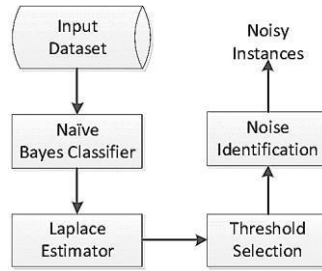 Input
Dataset
Naïve
Bayes Classifier
Laplace
Estimator
Threshold
Selection
Noise
Identification
Noisy
Instances